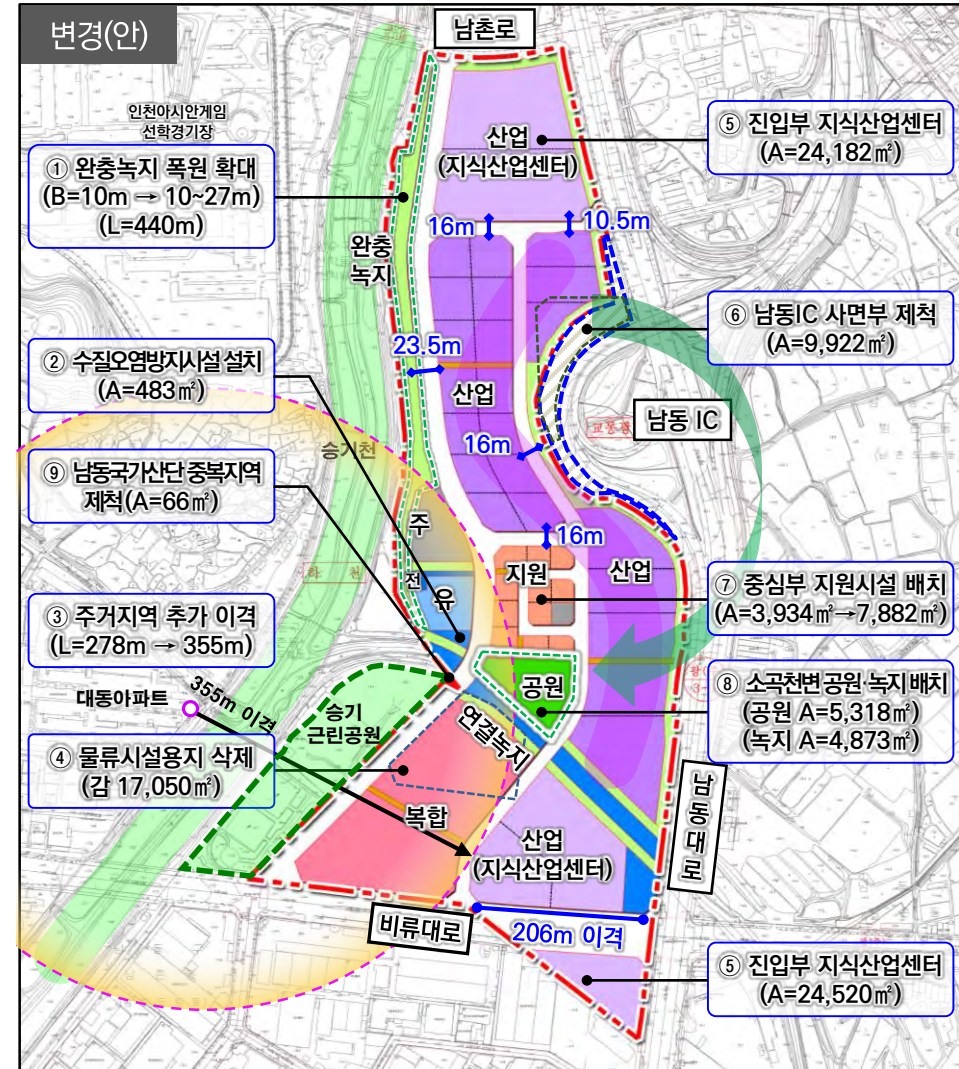 변경(안)
남촌로
인천아시안게임
선학경기장
① 완충녹지 폭원 확대
(B=10m → 10~27m)
(L=440m)
산업
(지식산업센터)
⑤ 진입부 지식산업센터
(A=24,182㎡)
16m
10.5m
완충
녹지
⑥ 남동IC 사면부 제척
(A=9,922㎡)
23.5m
② 수질오염방지시설 설치
(A=483㎡)
산업
남동 IC
16m
승기천
⑨ 남동국가산단 중복지역
제척(A=66㎡)
주
16m
하 천
전
유
지원
산업
⑦ 중심부 지원시설 배치
(A=3,934㎡→7,882㎡)
③ 주거지역 추가 이격
(L=278m → 355m)
대동아파트
355m 이격
승기
근린공원
공원
⑧ 소곡천변 공원·녹지 배치
(공원 A=5,318㎡)
(녹지 A=4,873㎡)
연결녹지
④ 물류시설용지 삭제
(감 17,050㎡)
복합
산업
(지식산업센터)
남동대로
비류대로
206m 이격
⑤ 진입부 지식산업센터
(A=24,520㎡)